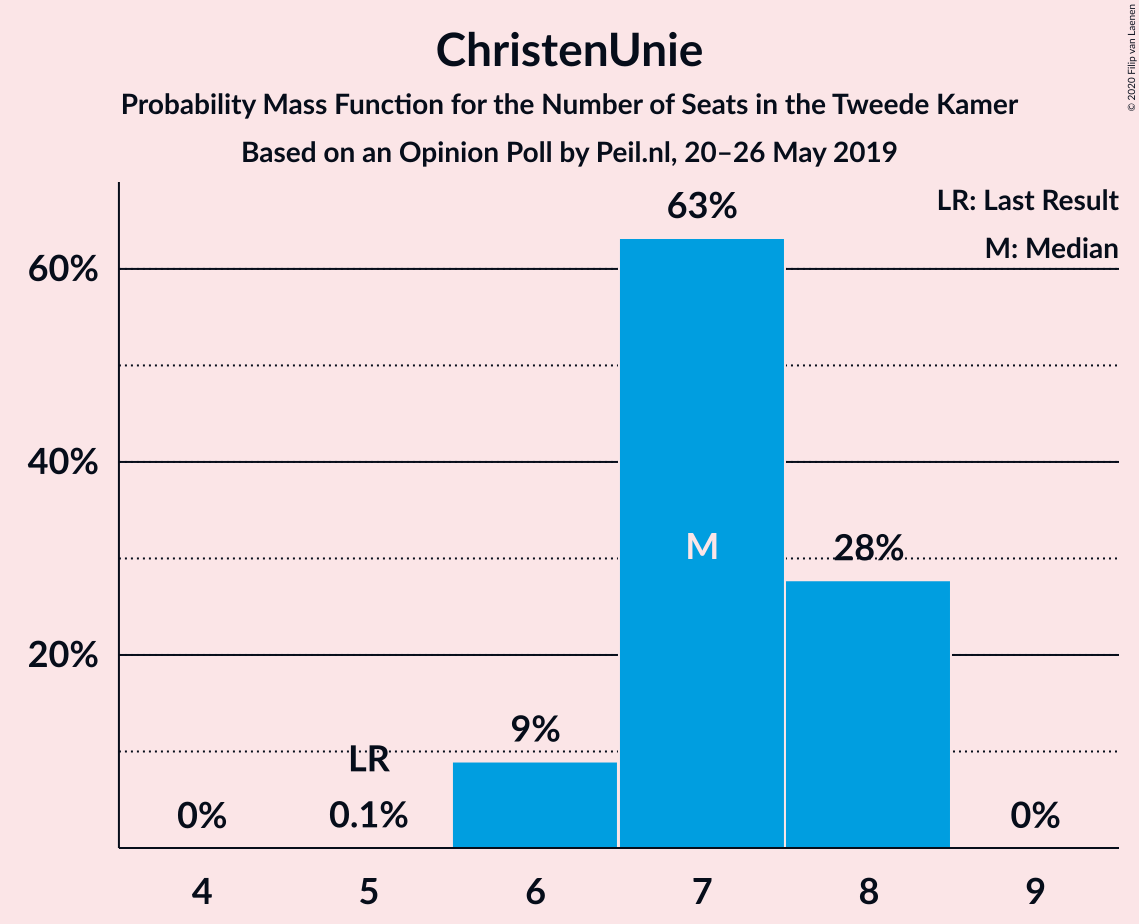 ChristenUnie
Probability Mass Function for the Number of Seats in the Tweede Kamer
Based on an Opinion Poll by Peil.nl, 20–26 May 2019
© 2020 Filip van Laenen
LR: Last Result
M: Median
63%
60%
40%
M
28%
20%
9%
LR
0%
0.1%
0%
4 5 6 7 8 9